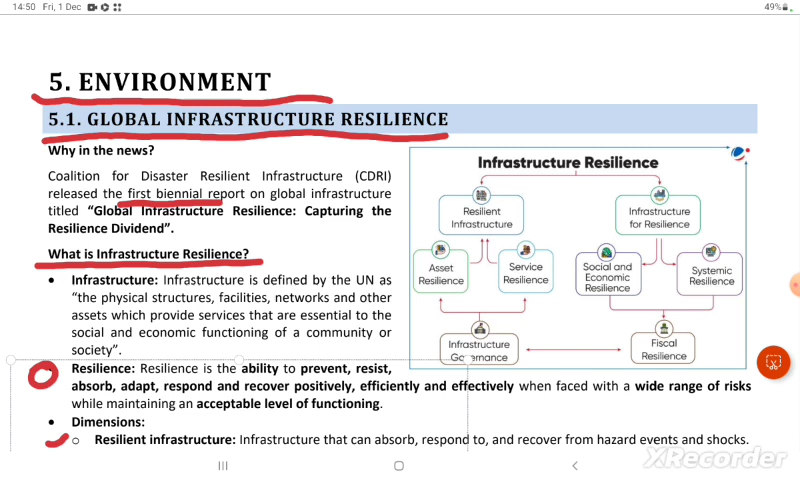 14:50 Fri, 1 Dec
49%
5. ENVIRONMENT
5.1. GLOBAL INFRASTRUCTURE RESILIENCE
Why in the news?
Coalition for Disaster Resilient Infrastructure (CDRI)
released the first biennial report on global infrastructure
titled “Global Infrastructure Resilience: Capturing the
Resilience Dividend”.
What is Infrastructure Resilience?
• Infrastructure: Infrastructure is defined by the UN as
“the physical structures, facilities, networks and other
assets which provide services that are essential to the
social and economic functioning of a community or
society”.
Infrastructure Resilience
Resilient
Infrastructure
Infrastructure
for Resilience
Asset
Resilience
Service
Resilience
Social and
Economic
Resilience
Systemic
Resilience
Infrastructure
Governance
Fiscal
Resilience
Resilience: Resilience is the ability to prevent, resist,
absorb, adapt, respond and recover positively, efficiently and effectively when faced with a wide range of risks
while maintaining an acceptable level of functioning.
• Dimensions:
o Resilient infrastructure: Infrastructure that can absorb, respond to, and recover from hazard events and shocks.
XRecorder